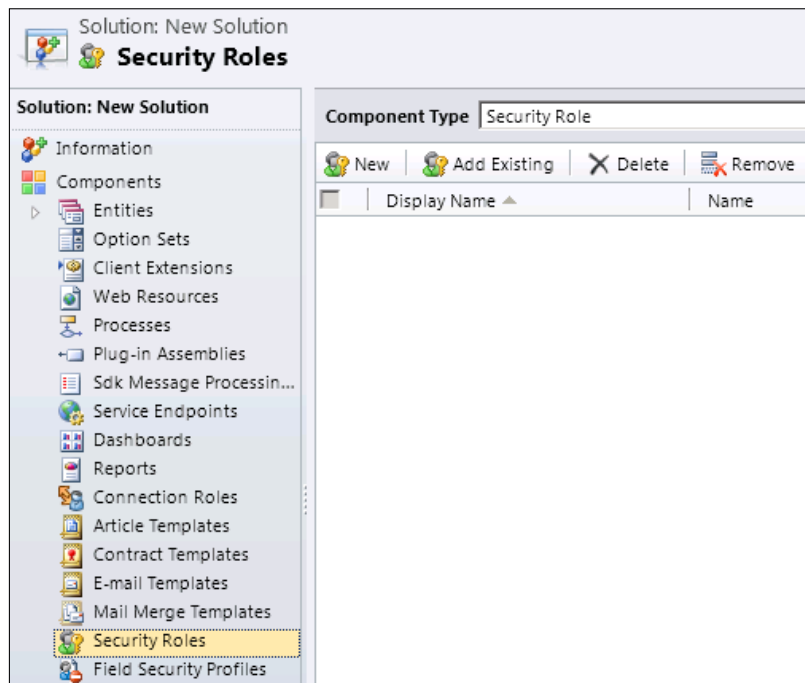 Solution: New Solution
Security Roles
Solution: New Solution
Information
Components
Entities
Option Sets
Client Extensions
Web Resources
Processes
Plug-in Assemblies
Sdk Message Processin...
Service Endpoints
Dashboards
Reports
Connection Roles
Article Templates
Contract Templates
E-mail Templates
Mail Merge Templates
Security Roles
Field Security Profiles
Component Type Security Role
New Add Existing Delete Remove
Display Name Name